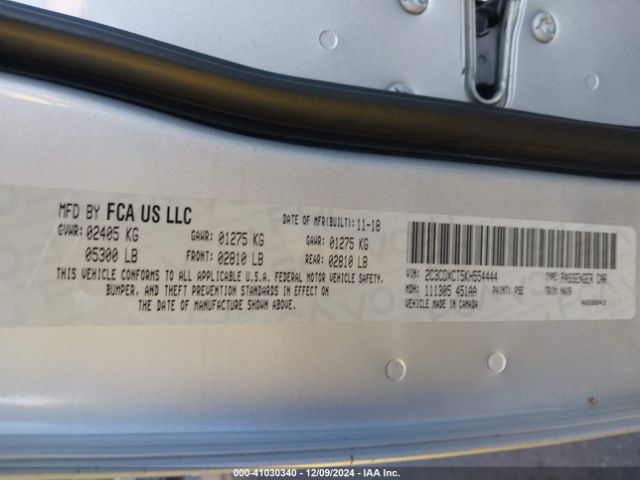 MFD BY FCA US LLC DATE OF MFR(BUILT): 11-18
GVWR: 02405 KG GAWR: 01275 KG GAWR: 01275 KG
05300 LB FRONT: 02810 LB REAR: 02810 LB
THIS VEHICLE CONFORMS TO ALL APPLICABLE U.S.A. FEDERAL MOTOR VEHICLE SAFETY,
BUMPER, AND THEFT PREVENTION STANDARDS IN EFFECT ON
THE DATE OF MANUFACTURE SHOWN ABOVE.
VIN: 2C3CDXCT5KH554444 TYPE: PASSENGER CAR
MDH: 111305 451AA PAINT: PSE TRIM:
VEHICLE MADE IN CANADA
000-41030340 - 12/09/2024 - IAA Inc.